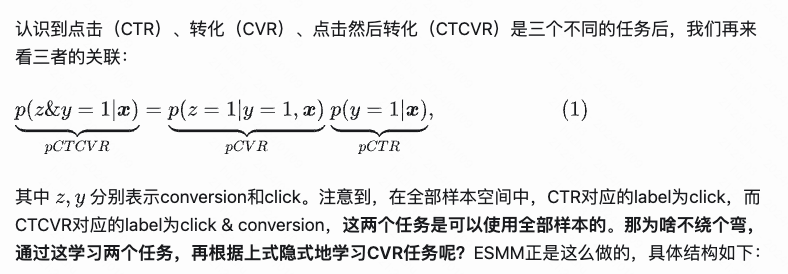 认识到点击（CTR）、转化（CVR）、点击然后转化（CTCVR）是三个不同的任务后，我们再来
看三者的关联：
p(z&y = 1|x) = p(z = 1|y = 1, x) p(y = 1|x), (1)
pCTCVR pCVR pCTR
其中 z, y 分别表示conversion和click。注意到，在全部样本空间中，CTR对应的label为click，而
CTCVR对应的label为click & conversion，这两个任务是可以使用全部样本的。那为啥不绕个弯，
通过这学习两个任务，再根据上式隐式地学习CVR任务呢？ESMM正是这么做的，具体结构如下：